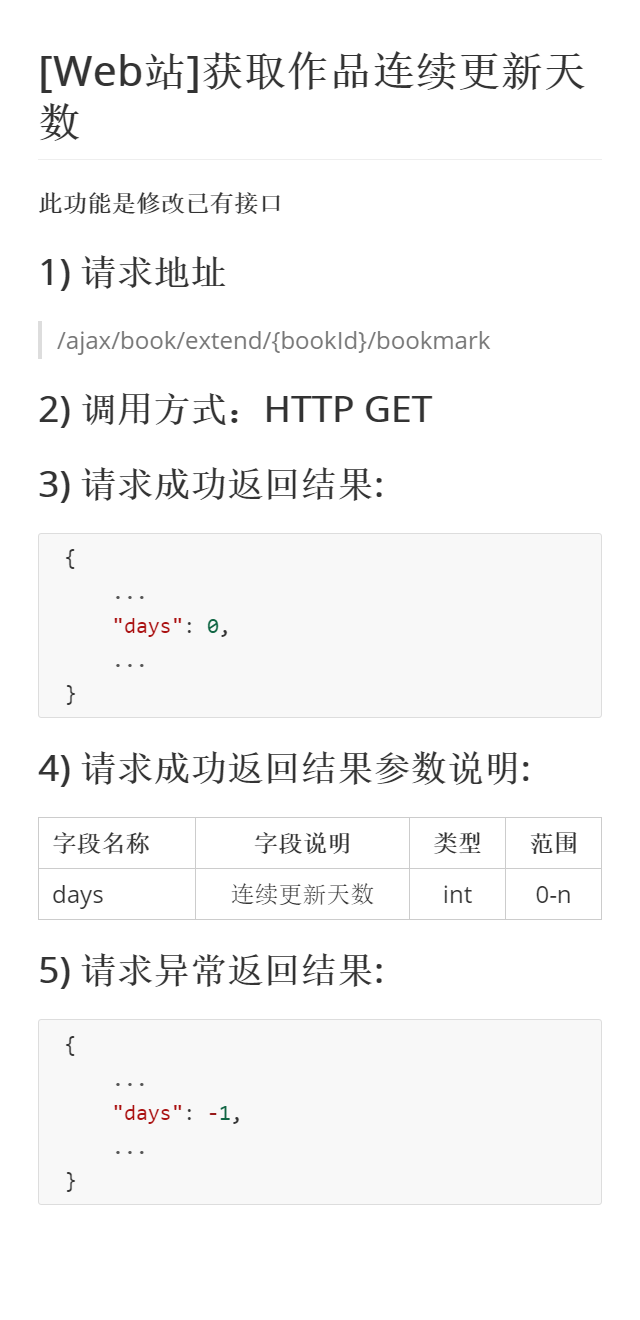 [Web站]获取作品连续更新天
数
此功能是修改已有接口
1) 请求地址
/ajax/book/extend/{bookId}/bookmark
2) 调用方式：HTTP GET
3) 请求成功返回结果:
{
...
"days": 0,
...
}
4) 请求成功返回结果参数说明:
字段名称 字段说明 类型 范围
days 连续更新天数 int 0-n
5) 请求异常返回结果:
{
...
"days": -1,
...
}